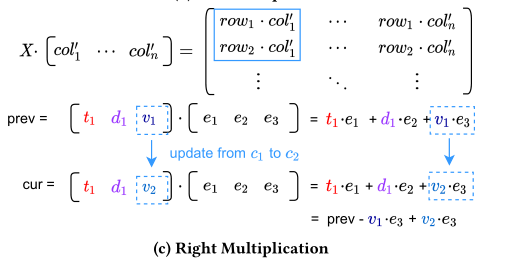 X· [col'₁ ··· col'ₙ] = ( row₁ · col'₁ ··· row₁ · col'ₙ
row₂ · col'₁ ··· row₂ · col'ₙ
⋮ ⋱ ⋮ )
prev = [t₁ d₁ v₁] · [e₁ e₂ e₃] = t₁·e₁ + d₁·e₂ + v₁·e₃
update from c₁ to c₂
cur = [t₁ d₁ v₂] · [e₁ e₂ e₃] = t₁·e₁ + d₁·e₂ + v₂·e₃
= prev - v₁·e₃ + v₂·e₃
(c) Right Multiplication